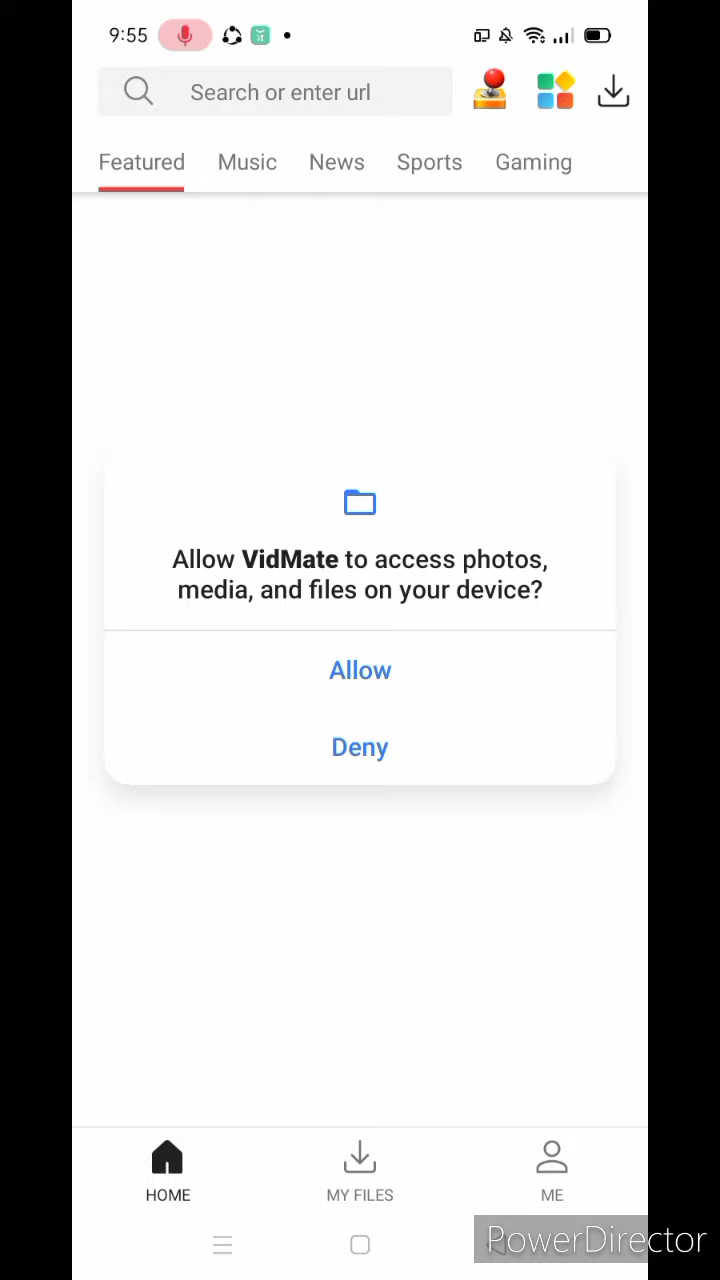 9:55
Search or enter url
Featured Music News Sports Gaming
Allow VidMate to access photos,
media, and files on your device?
Allow
Deny
HOME MY FILES ME
PowerDirector